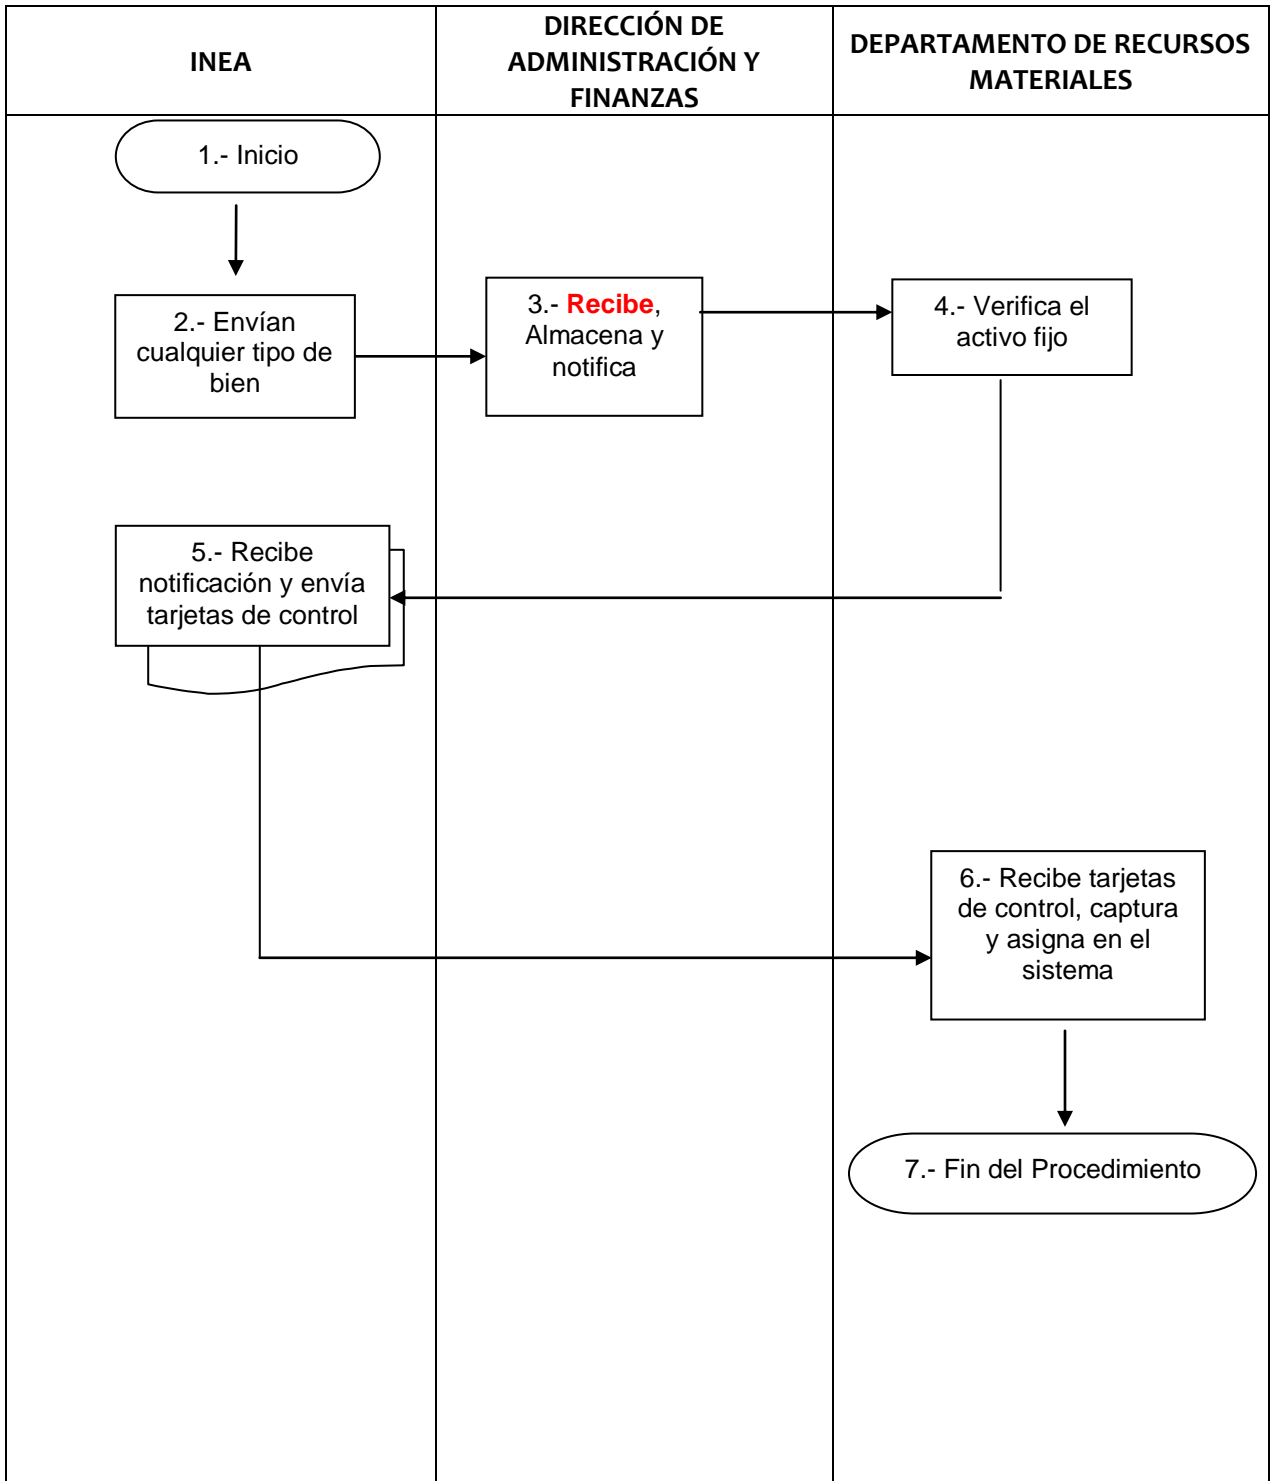 INEA
DIRECCIÓN DE
ADMINISTRACIÓN Y
FINANZAS
DEPARTAMENTO DE RECURSOS
MATERIALES
1.- Inicio
2.- Envían
cualquier tipo de
bien
3.- Recibe,
Almacena y
notifica
4.- Verifica el
activo fijo
5.- Recibe
notificación y envía
tarjetas de control
6.- Recibe tarjetas
de control, captura
y asigna en el
sistema
7.- Fin del Procedimiento